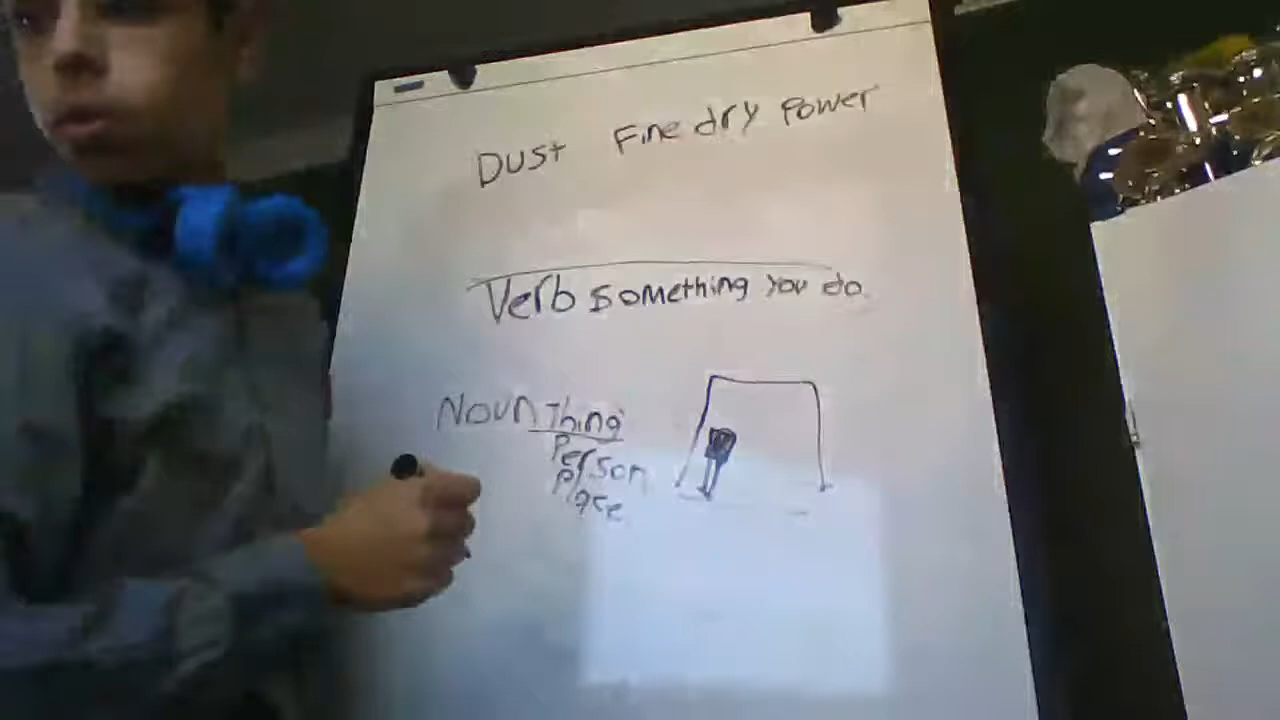 Dust Fine dry Power
Verb something you do.
Noun Thing
Person
Place